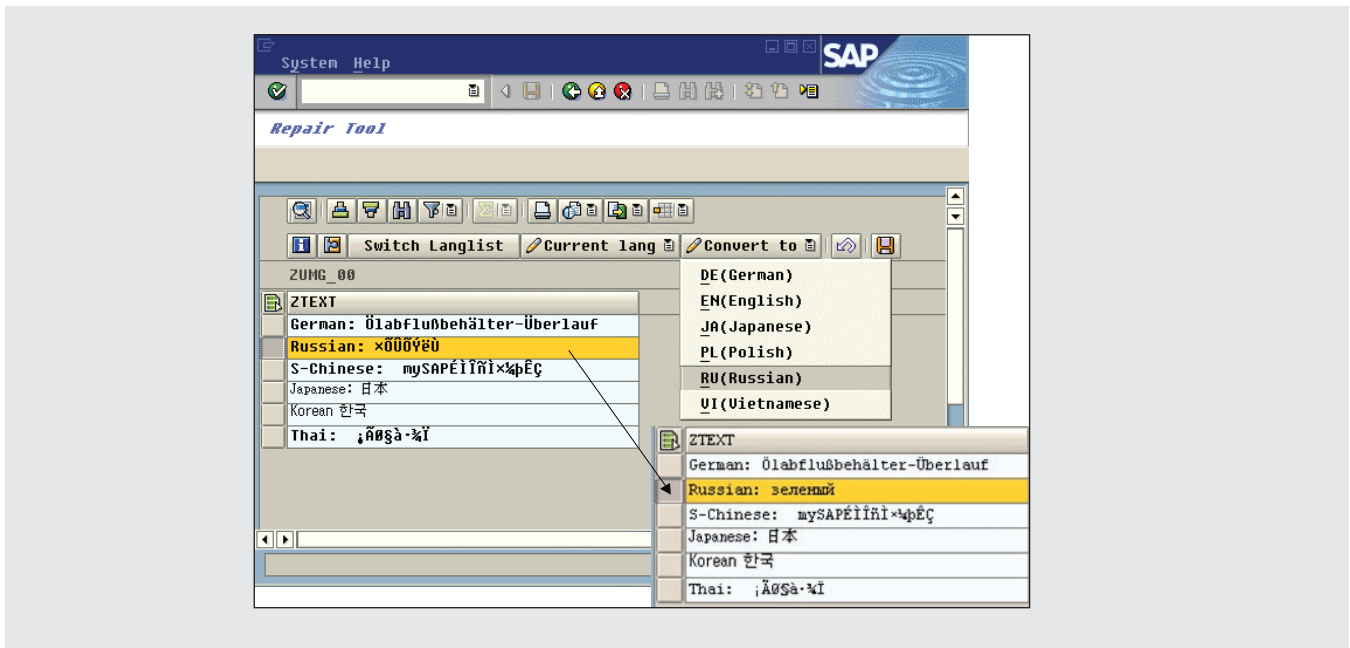 System Help
SAP
Repair Tool
Switch Langlist Current lang Convert to
ZUMG_00
ZTEXT
German: Ölabflußbehälter-Überlauf
Russian: ×ÕÛÕÝëÙ
S-Chinese: mySAPÉÌÎñÌ×¼þÊÇ
Japanese: 日本
Korean 한국
Thai: ¡ÃØ§à·¾Ï
DE(German)
EN(English)
JA(Japanese)
PL(Polish)
RU(Russian)
VI(Vietnamese)
ZTEXT
German: Ölabflußbehälter-Überlauf
Russian: зеленый
S-Chinese: mySAPÉÌÎñÌ×¼þÊÇ
Japanese: 日本
Korean 한국
Thai: ¡ÃØ§à·¾Ï